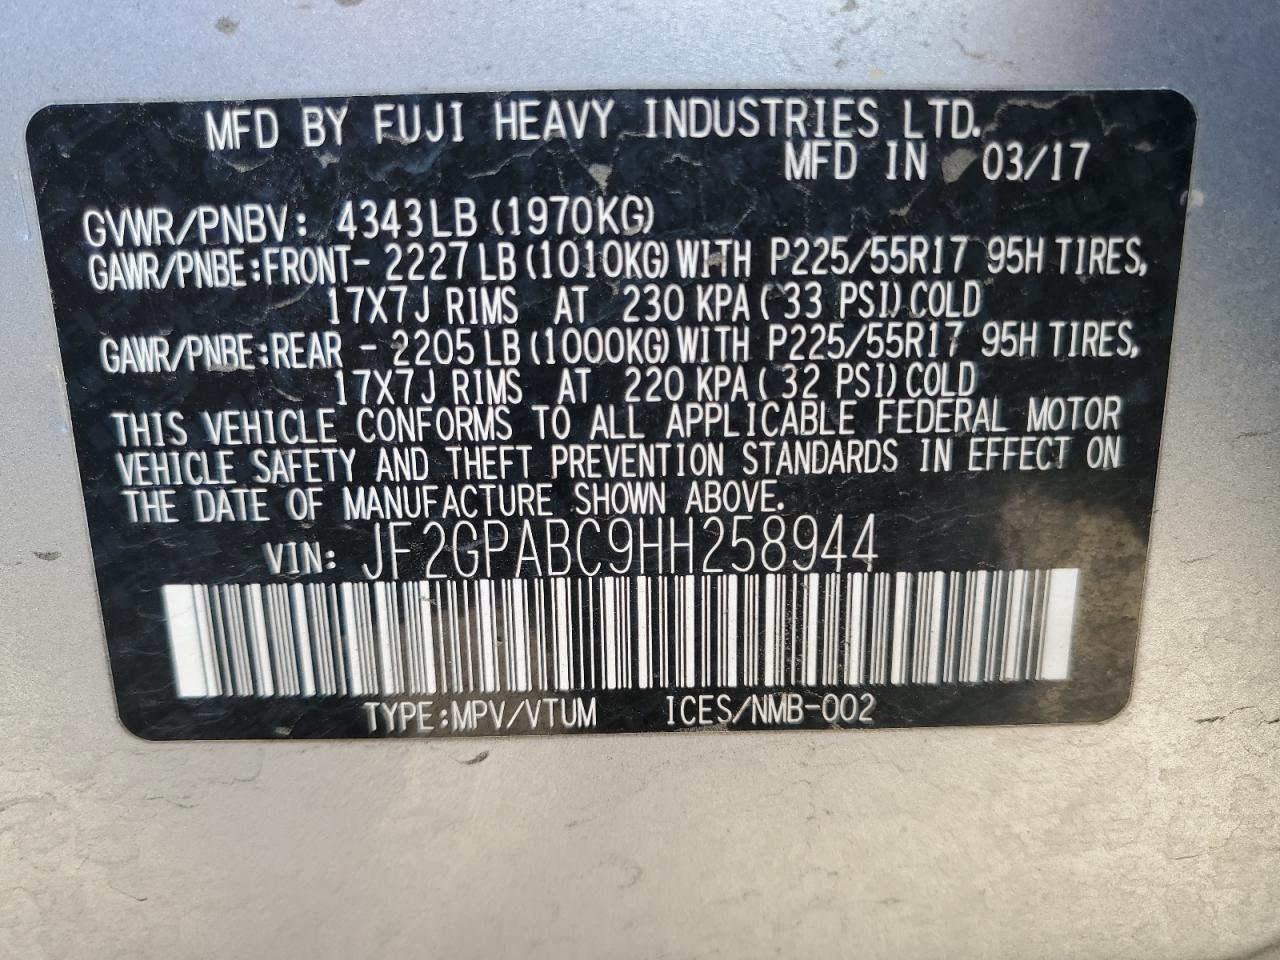 MFD BY FUJI HEAVY INDUSTRIES LTD.
MFD IN 03/17
GVWR/PNBV: 4343LB (1970KG)
GAWR/PNBE:FRONT- 2227 LB (1010KG) WITH P225/55R17 95H TIRES,
17X7J RIMS AT 230 KPA ( 33 PSI) COLD
GAWR/PNBE:REAR - 2205 LB (1000KG) WITH P225/55R17 95H TIRES,
17X7J RIMS AT 220 KPA ( 32 PSI) COLD
THIS VEHICLE CONFORMS TO ALL APPLICABLE FEDERAL MOTOR
VEHICLE SAFETY AND THEFT PREVENTION STANDARDS IN EFFECT ON
THE DATE OF MANUFACTURE SHOWN ABOVE.
VIN: JF2GPABC9HH258944
TYPE:MPV/VTUM ICES/NMB-002